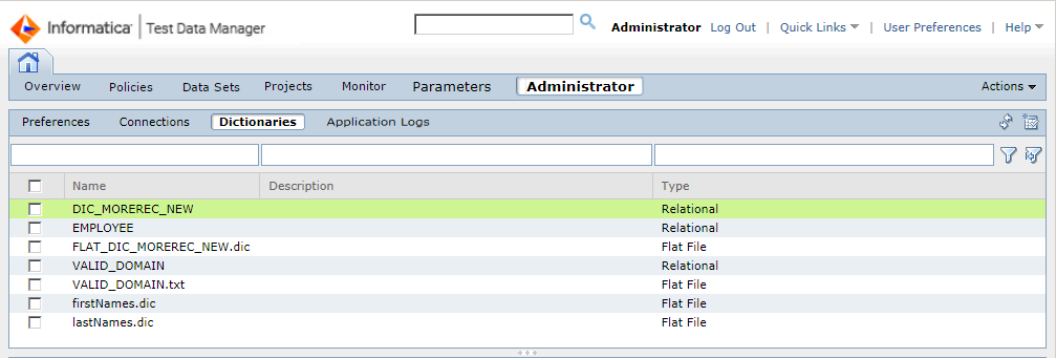 Informatica Test Data Manager Administrator Log Out | Quick Links | User Preferences | Help
Overview Policies Data Sets Projects Monitor Parameters Administrator Actions
Preferences Connections Dictionaries Application Logs
Name Description Type
DIC_MOREREC_NEW Relational
EMPLOYEE Relational
FLAT_DIC_MOREREC_NEW.dic Flat File
VALID_DOMAIN Relational
VALID_DOMAIN.txt Flat File
firstNames.dic Flat File
lastNames.dic Flat File